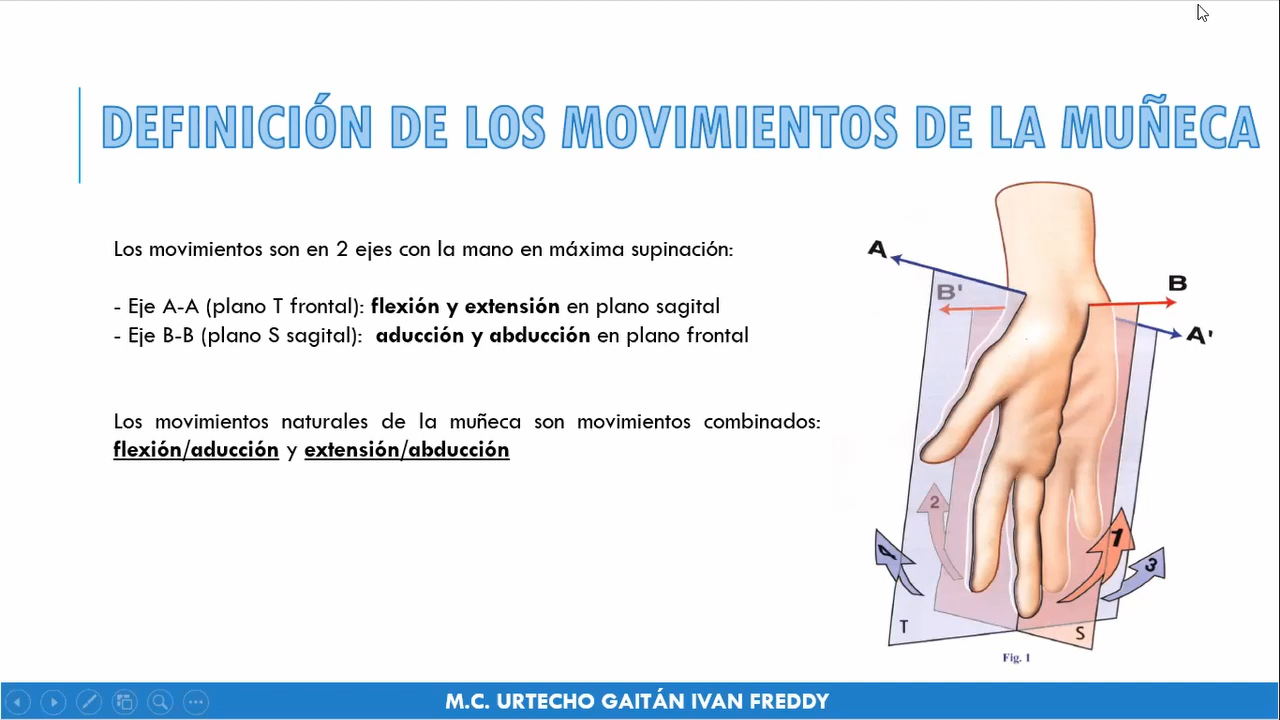 DEFINICIÓN DE LOS MOVIMIENTOS DE LA MUÑECA
Los movimientos son en 2 ejes con la mano en máxima supinación:
- Eje A-A (plano T frontal): flexión y extensión en plano sagital
- Eje B-B (plano S sagital): aducción y abducción en plano frontal
Los movimientos naturales de la muñeca son movimientos combinados:
flexión/aducción y extensión/abducción
A
B'
B
A'
2
4
1
3
T
S
Fig. 1
M.C. URTECHO GAITÁN IVAN FREDDY